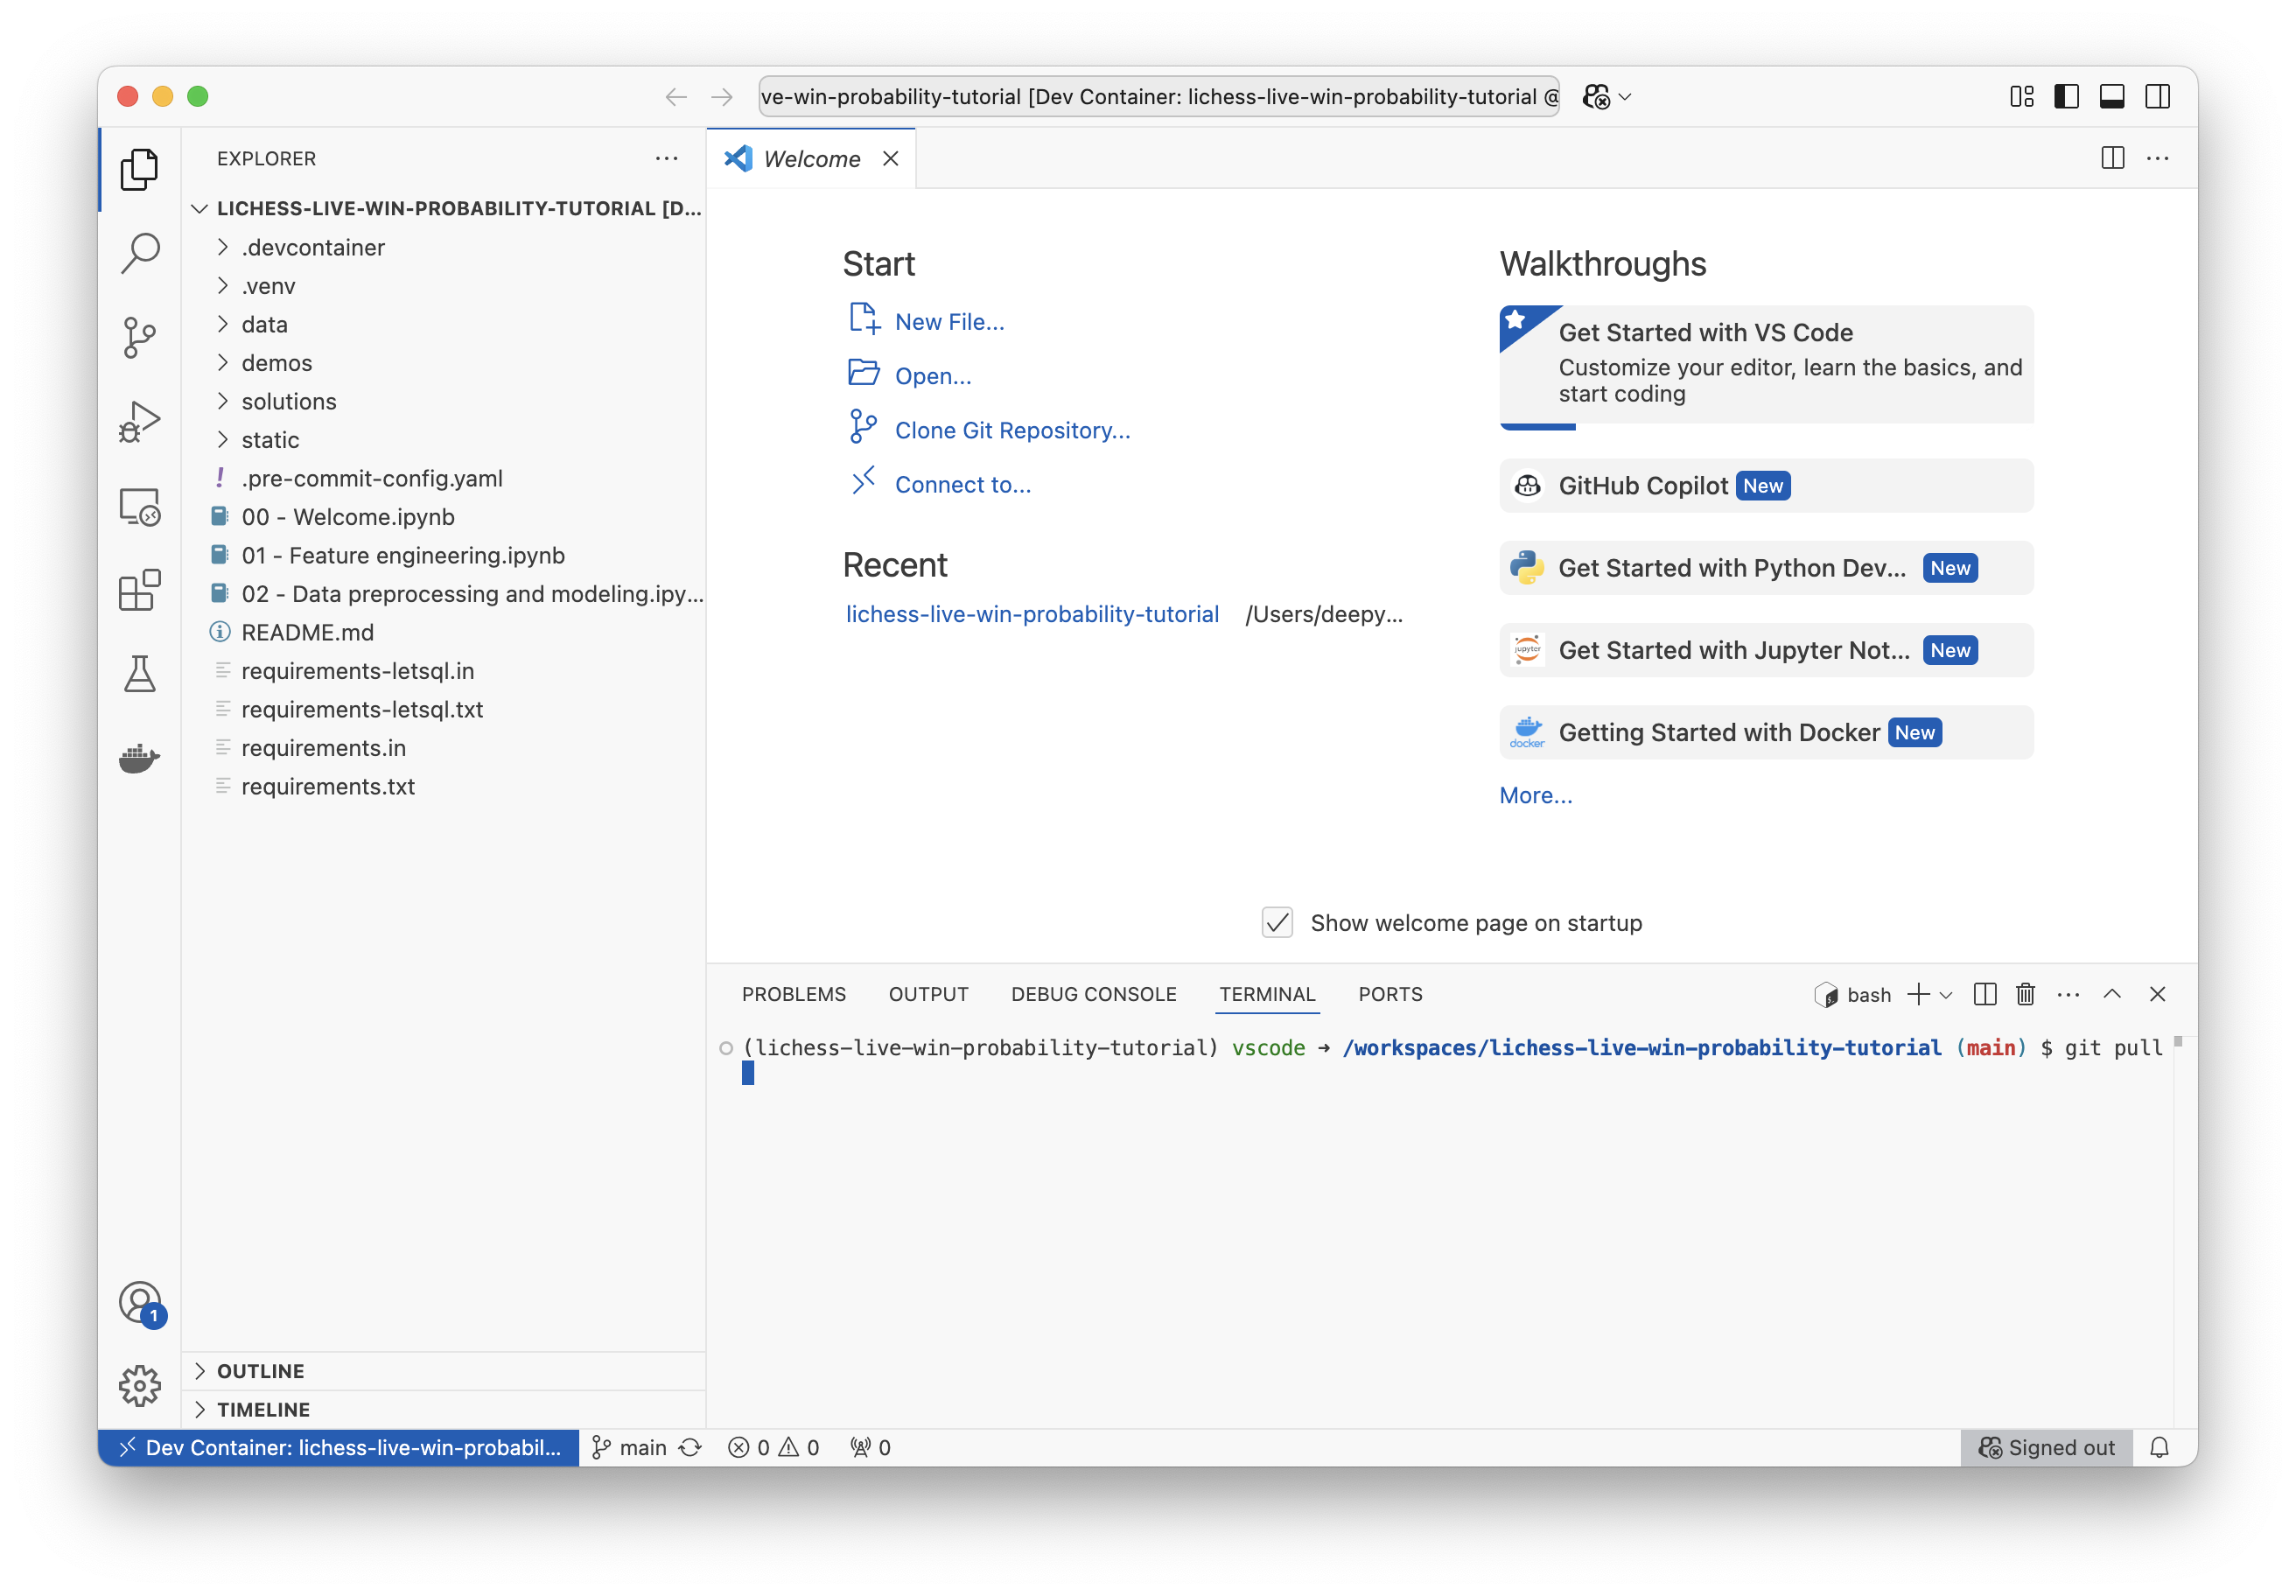 ve-win-probability-tutorial [Dev Container: lichess-live-win-probability-tutorial @
EXPLORER
LICHESS-LIVE-WIN-PROBABILITY-TUTORIAL [D...
.devcontainer
.venv
data
demos
solutions
static
.pre-commit-config.yaml
00 - Welcome.ipynb
01 - Feature engineering.ipynb
02 - Data preprocessing and modeling.ipy...
README.md
requirements-letsql.in
requirements-letsql.txt
requirements.in
requirements.txt
OUTLINE
TIMELINE
Welcome
Start
New File...
Open...
Clone Git Repository...
Connect to...
Recent
lichess-live-win-probability-tutorial /Users/deepy...
Walkthroughs
Get Started with VS Code
Customize your editor, learn the basics, and
start coding
GitHub Copilot New
Get Started with Python Dev... New
jupyter
Get Started with Jupyter Not... New
docker
Getting Started with Docker New
More...
Show welcome page on startup
PROBLEMS OUTPUT DEBUG CONSOLE TERMINAL PORTS
bash
(lichess-live-win-probability-tutorial) vscode ➜ /workspaces/lichess-live-win-probability-tutorial (main) $ git pull
1
Dev Container: lichess-live-win-probabil... main 0 0 0 Signed out